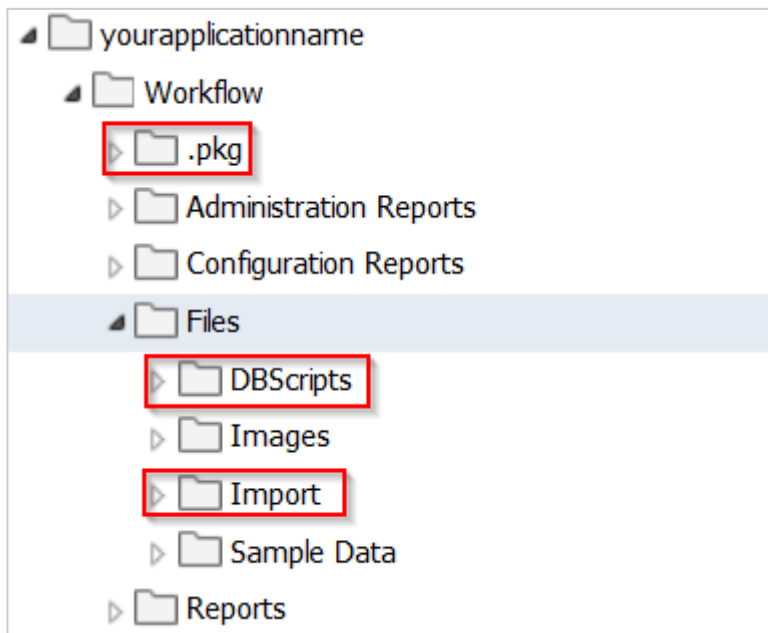 yourapplicationname
Workflow
.pkg
Administration Reports
Configuration Reports
Files
DBScripts
Images
Import
Sample Data
Reports